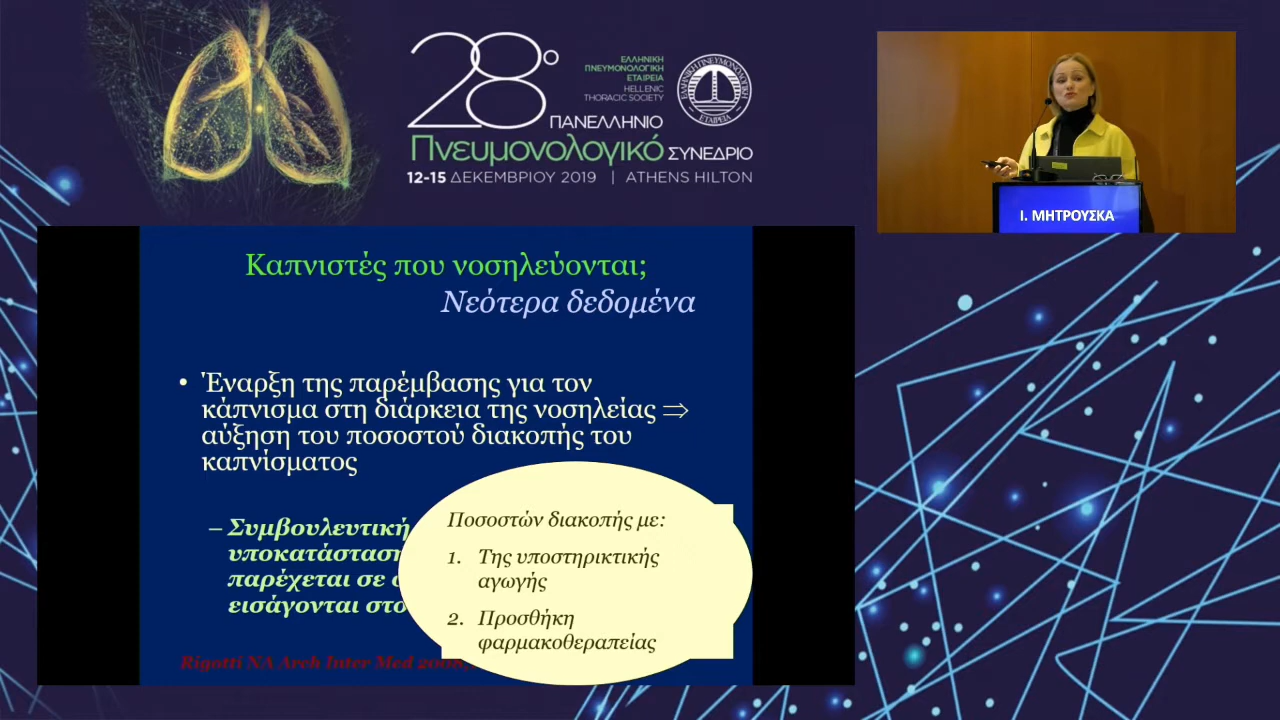 28ο
ΕΛΛΗΝΙΚΗ
ΠΝΕΥΜΟΝΟΛΟΓΙΚΗ
ΕΤΑΙΡΕΙΑ
HELLENIC
THORACIC SOCIETY
ΠΑΝΕΛΛΗΝΙΟ
Πνευμονολογικό ΣΥΝΕΔΡΙΟ
12-15 ΔΕΚΕΜΒΡΙΟΥ 2019 | ATHENS HILTON
Ι. ΜΗΤΡΟΥΣΚΑ
Καπνιστές που νοσηλεύονται;
Νεότερα δεδομένα
• Έναρξη της παρέμβασης για τον
κάπνισμα στη διάρκεια της νοσηλείας ⇒
αύξηση του ποσοστού διακοπής του
καπνίσματος
– Συμβουλευτική
υποκατάσταση
παρέχεται σε
εισάγονται στο
Ποσοστών διακοπής με:
1. Της υποστηρικτικής
αγωγής
2. Προσθήκη
φαρμακοθεραπείας
Rigotti NA Arch Inter Med 2008,